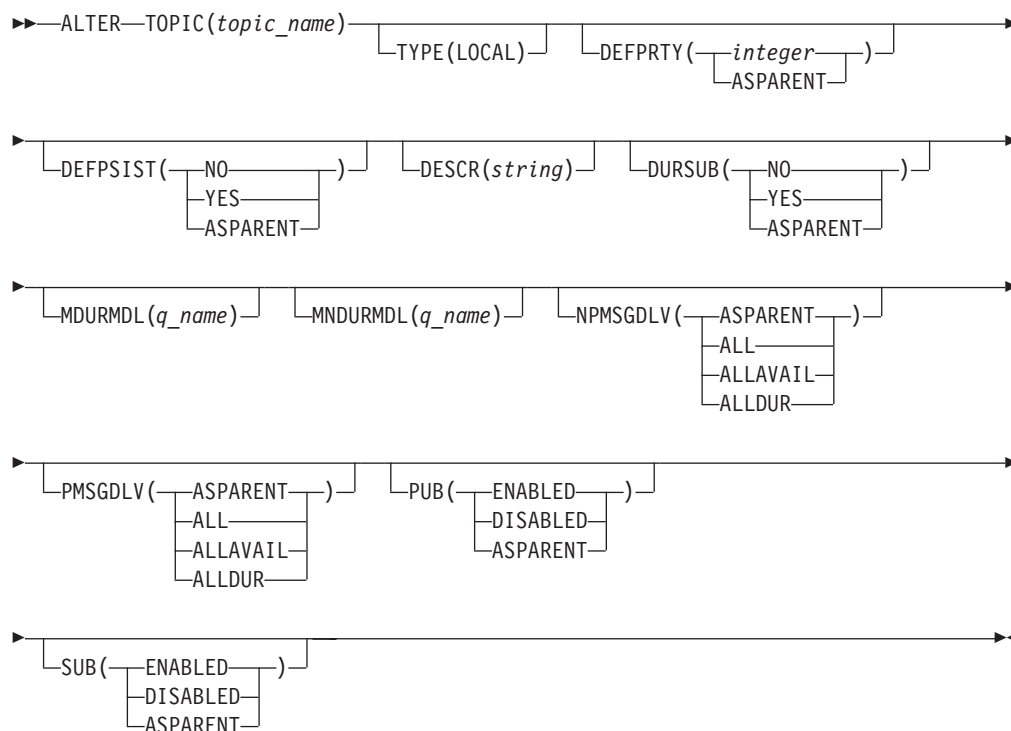 ALTER TOPIC(topic_name)
TYPE(LOCAL) DEFPRTY( integer )
ASPARENT
DEFPSIST( NO ) DESCR(string) DURSUB( NO )
YES YES
ASPARENT ASPARENT
MDURMDL(q_name) MNDURMDL(q_name) NPMSGDLV( ASPARENT )
ALL
ALLAVAIL
ALLDUR
PMSGDLV( ASPARENT ) PUB( ENABLED )
ALL DISABLED
ALLAVAIL ASPARENT
ALLDUR
SUB( ENABLED )
DISABLED
ASPARENT